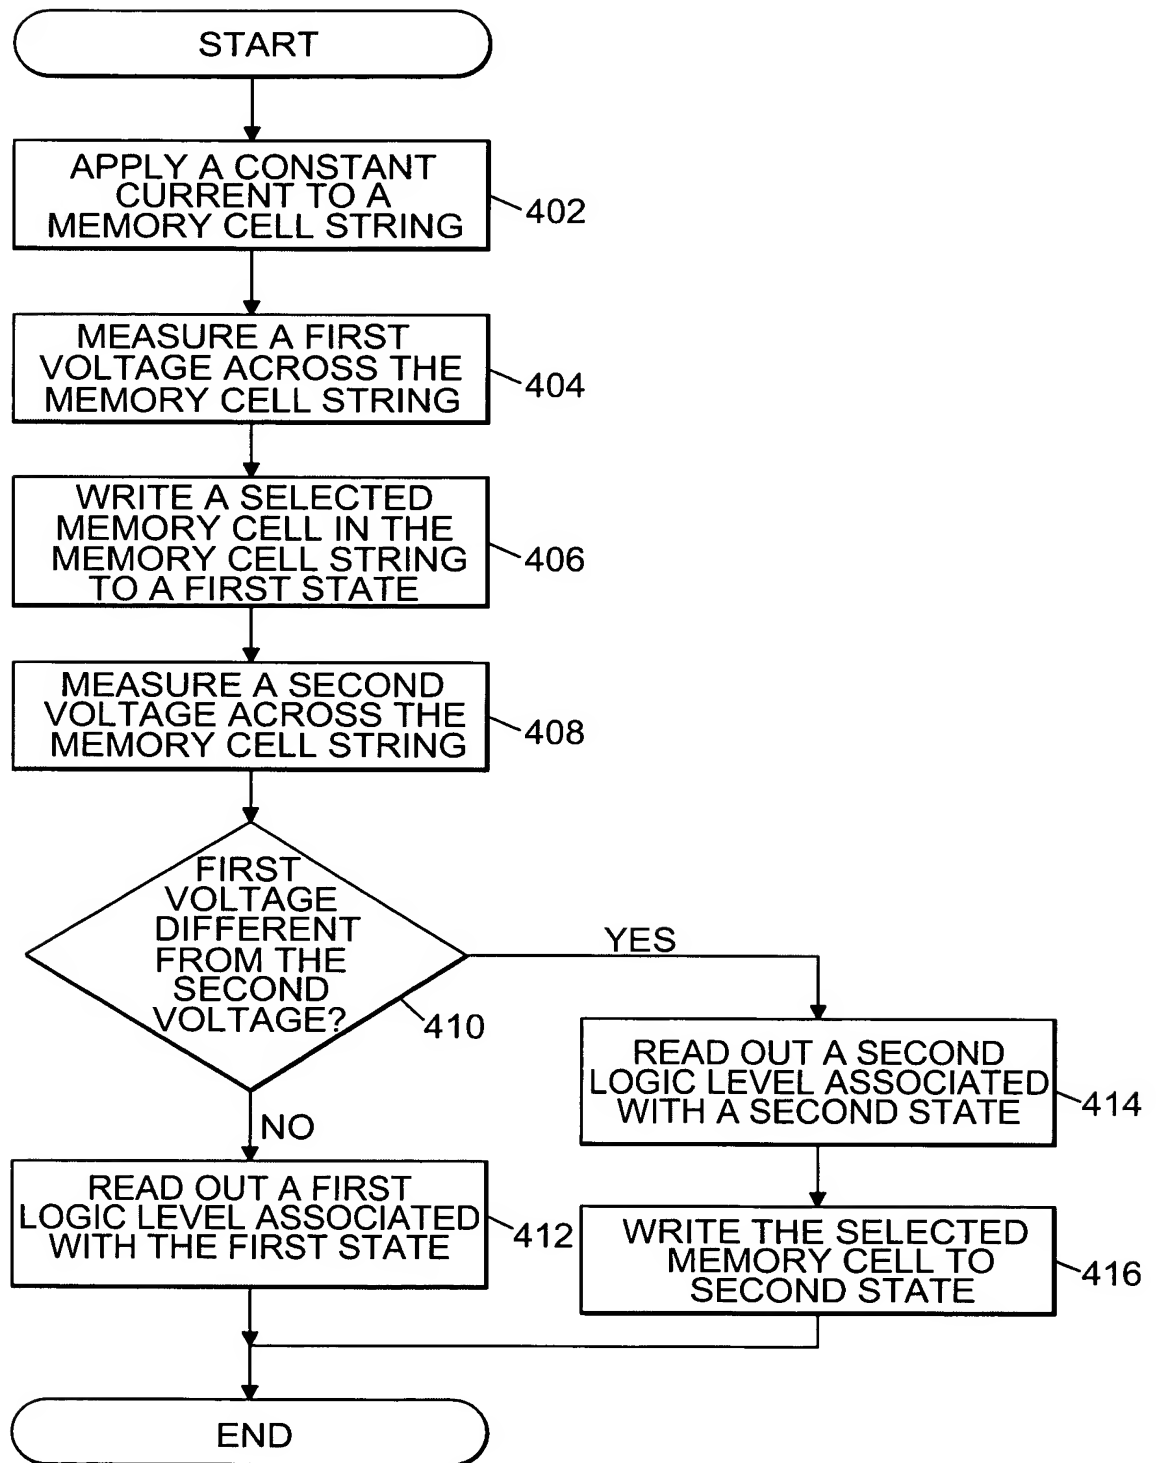 START
APPLY A CONSTANT
CURRENT TO A
MEMORY CELL STRING
402
MEASURE A FIRST
VOLTAGE ACROSS THE
MEMORY CELL STRING
404
WRITE A SELECTED
MEMORY CELL IN THE
MEMORY CELL STRING
TO A FIRST STATE
406
MEASURE A SECOND
VOLTAGE ACROSS THE
MEMORY CELL STRING
408
FIRST
VOLTAGE
DIFFERENT
FROM THE
SECOND
VOLTAGE?
410
YES
NO
READ OUT A FIRST
LOGIC LEVEL ASSOCIATED
WITH THE FIRST STATE
412
READ OUT A SECOND
LOGIC LEVEL ASSOCIATED
WITH A SECOND STATE
414
WRITE THE SELECTED
MEMORY CELL TO
SECOND STATE
416
END